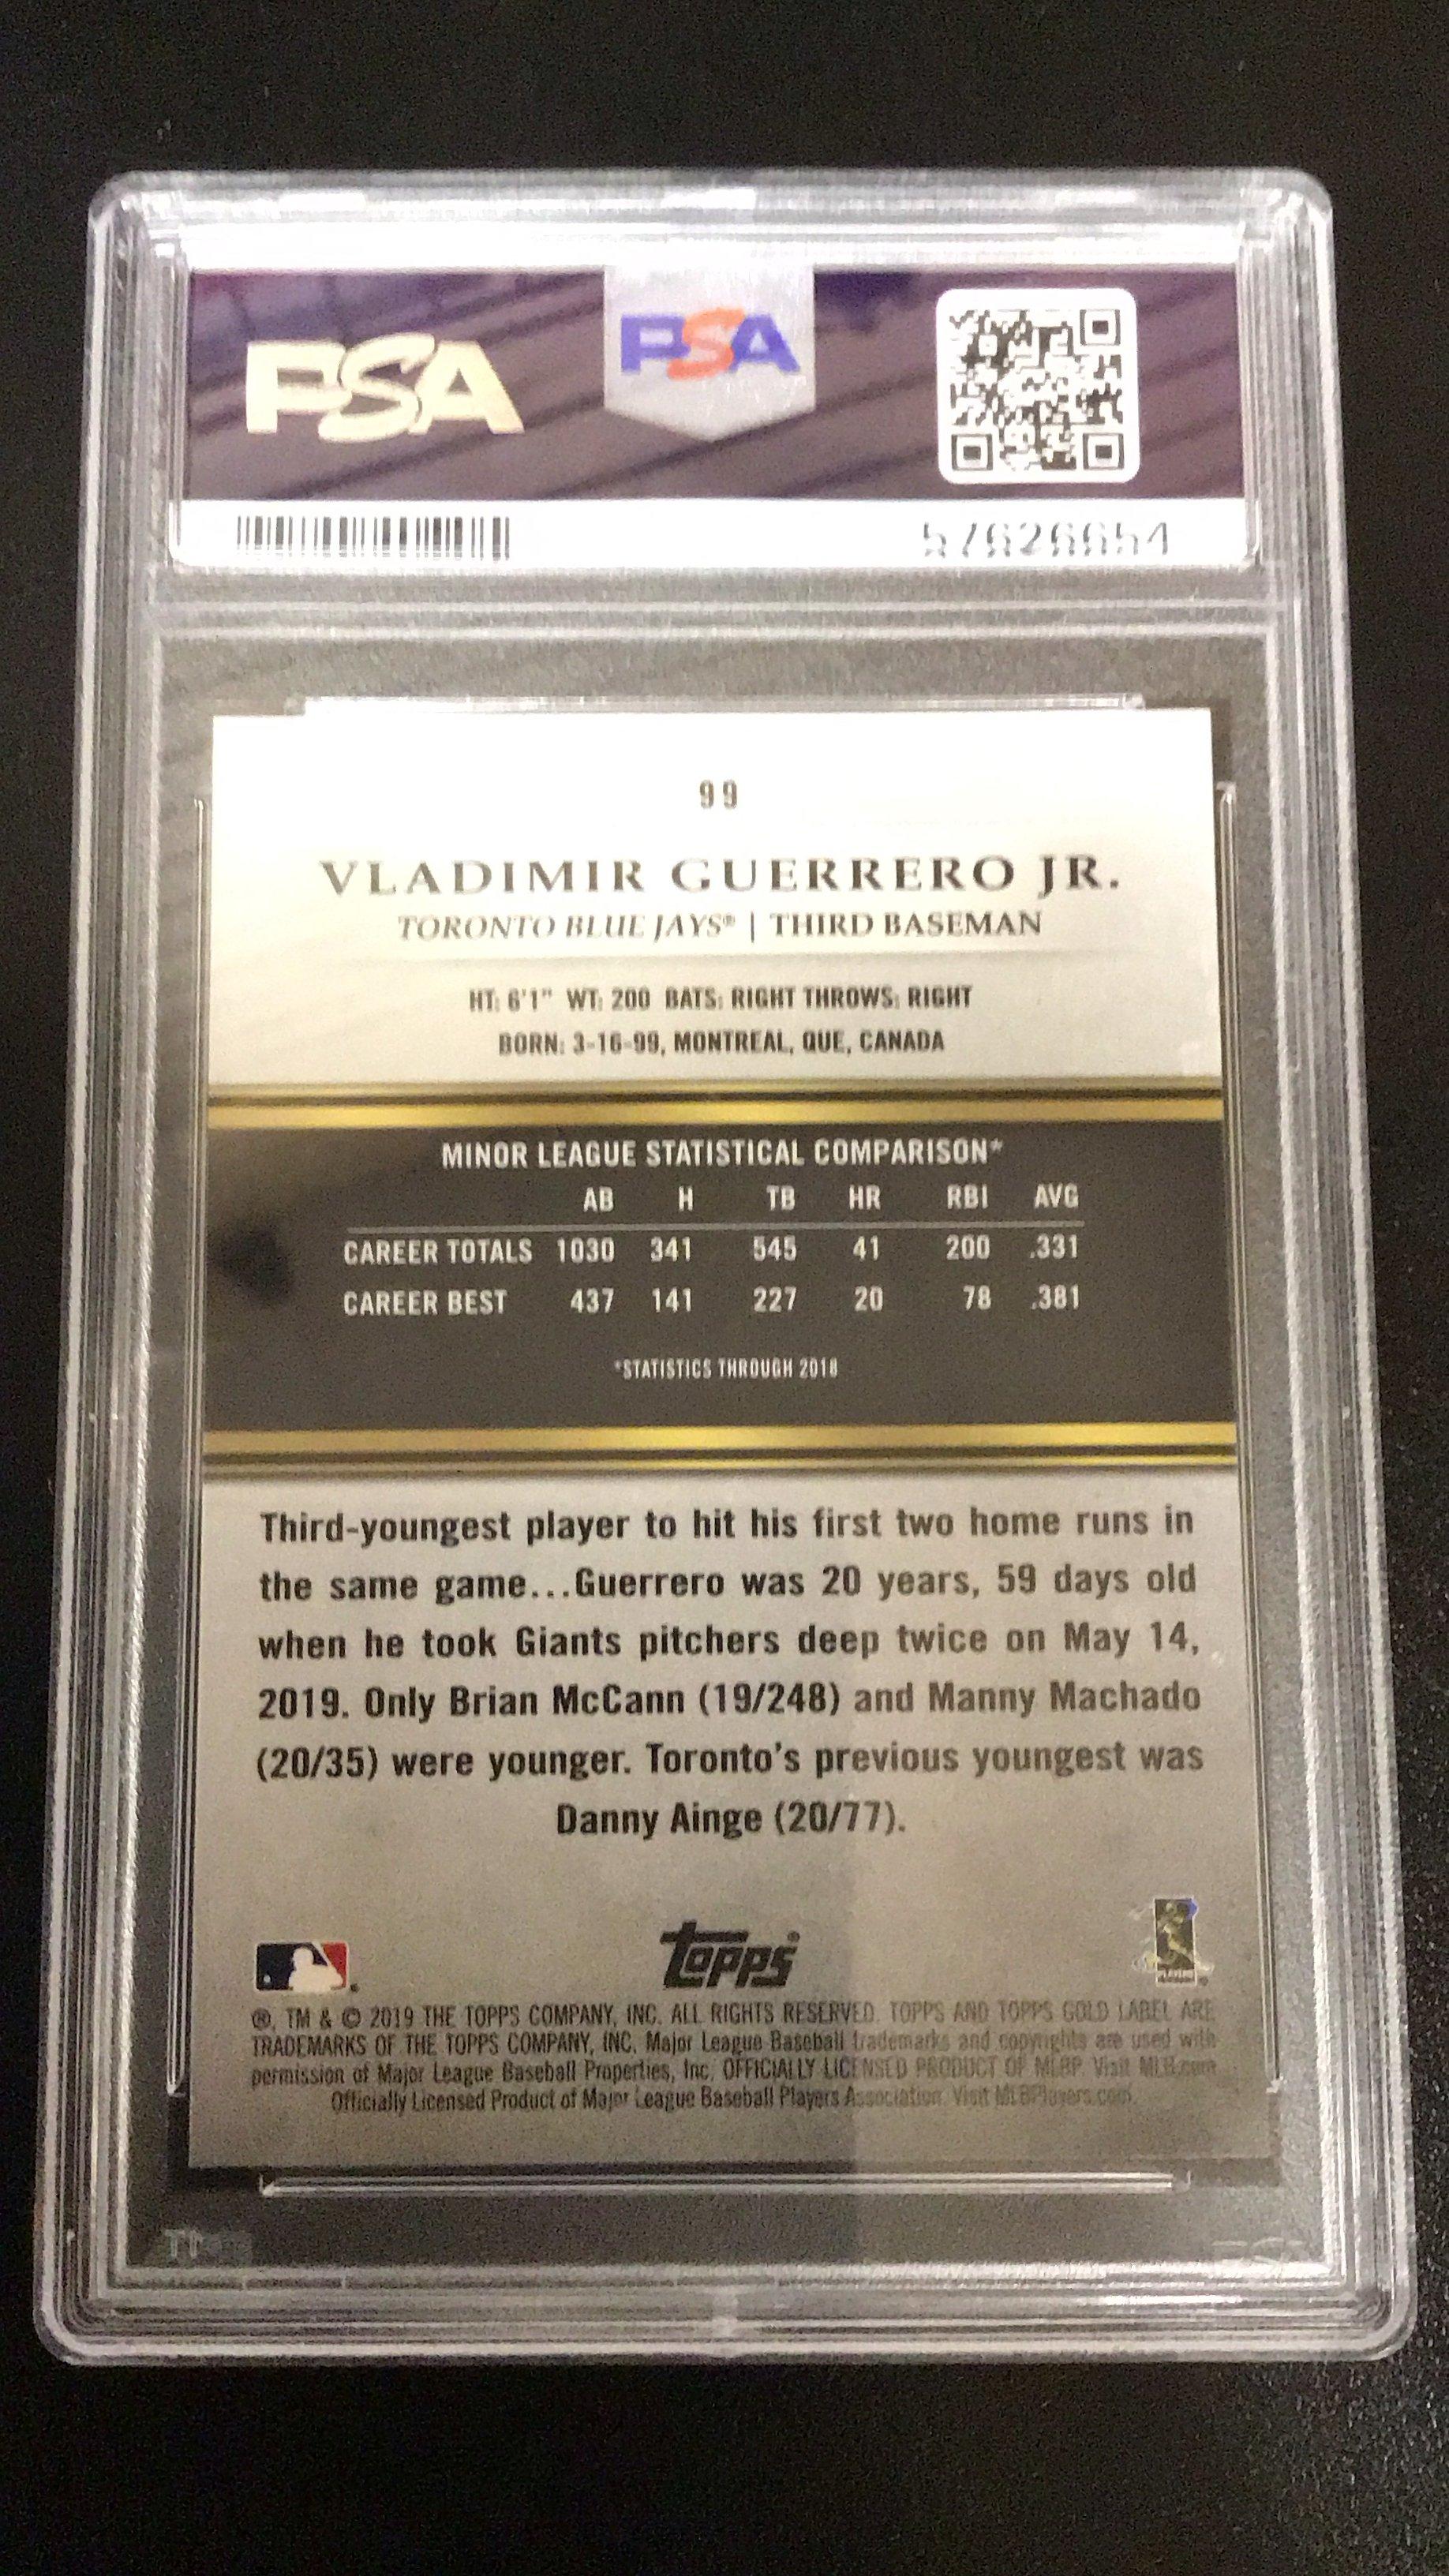 PSA
PSA
57626654
99
VLADIMIR GUERRERO JR.
TORONTO BLUE JAYS® | THIRD BASEMAN
HT: 6'1" WT: 200 BATS: RIGHT THROWS: RIGHT
BORN: 3-16-99, MONTREAL, QUE, CANADA
MINOR LEAGUE STATISTICAL COMPARISON*
AB H TB HR RBI AVG
CAREER TOTALS 1030 341 545 41 200 .331
CAREER BEST 437 141 227 20 78 .381
*STATISTICS THROUGH 2018
Third-youngest player to hit his first two home runs in
the same game...Guerrero was 20 years, 59 days old
when he took Giants pitchers deep twice on May 14,
2019. Only Brian McCann (19/248) and Manny Machado
(20/35) were younger. Toronto's previous youngest was
Danny Ainge (20/77).
topps
PLAYERS
®, TM & © 2019 THE TOPPS COMPANY, INC. ALL RIGHTS RESERVED. TOPPS AND TOPPS GOLD LABEL ARE
TRADEMARKS OF THE TOPPS COMPANY, INC. Major League Baseball trademarks and copyrights are used with
permission of Major League Baseball Properties, Inc. OFFICIALLY LICENSED PRODUCT OF MLBP. Visit MLB.com
Officially Licensed Product of Major League Baseball Players Association. Visit MLBPlayers.com.